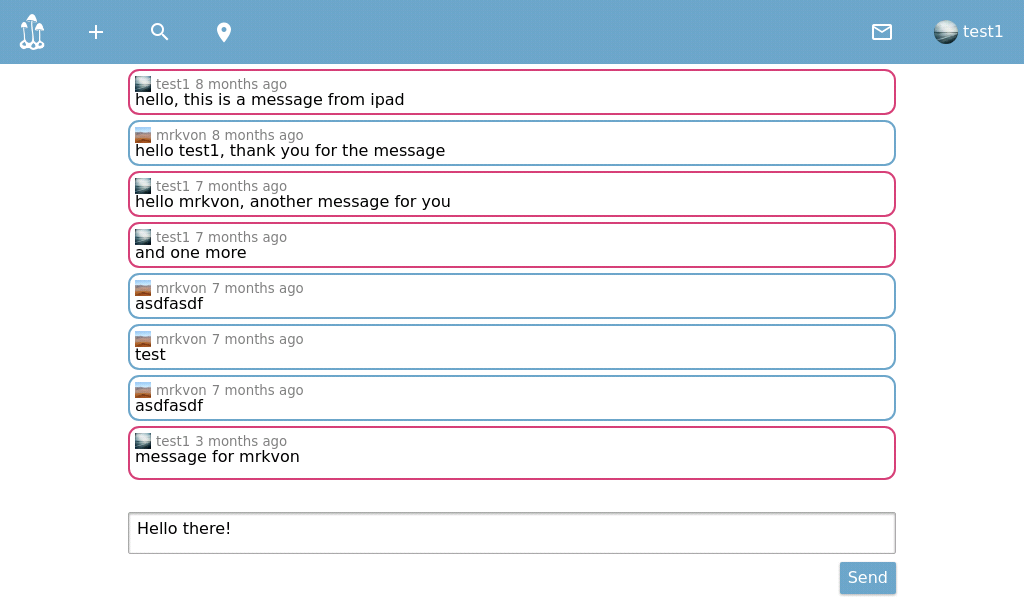 test1
test1 8 months ago
hello, this is a message from ipad
mrkvon 8 months ago
hello test1, thank you for the message
test1 7 months ago
hello mrkvon, another message for you
test1 7 months ago
and one more
mrkvon 7 months ago
asdfasdf
mrkvon 7 months ago
test
mrkvon 7 months ago
asdfasdf
test1 3 months ago
message for mrkvon
Hello there!
Send